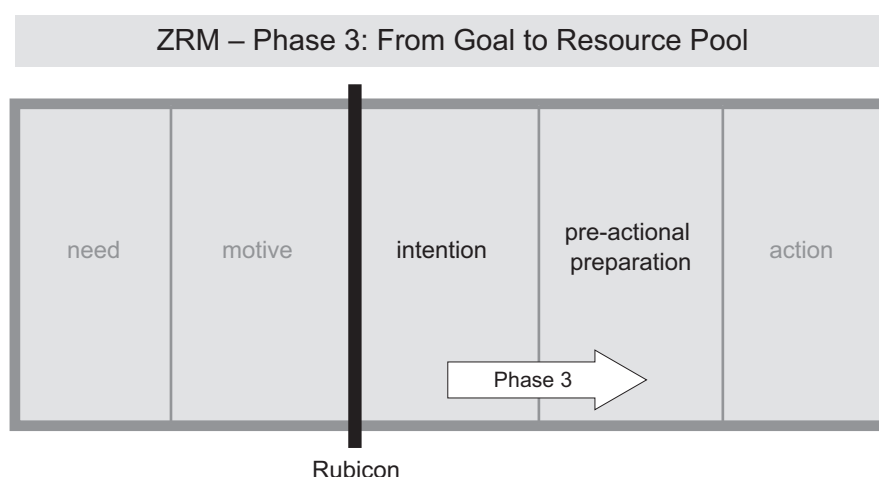 ZRM – Phase 3: From Goal to Resource Pool
need
motive
intention
pre-actional
preparation
action
Phase 3
Rubicon